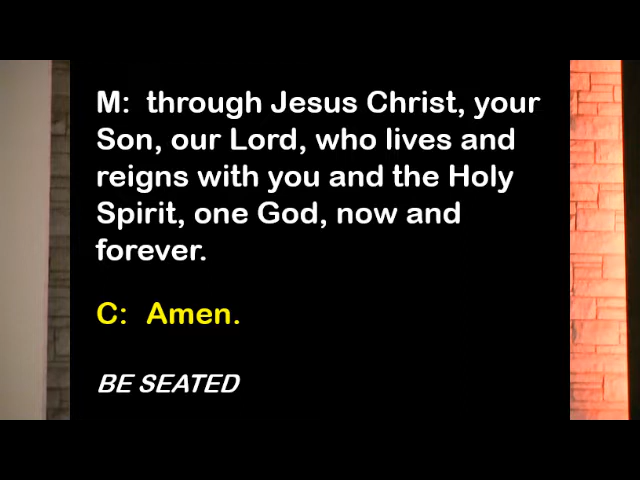 M: through Jesus Christ, your
Son, our Lord, who lives and
reigns with you and the Holy
Spirit, one God, now and
forever.
C: Amen.
BE SEATED